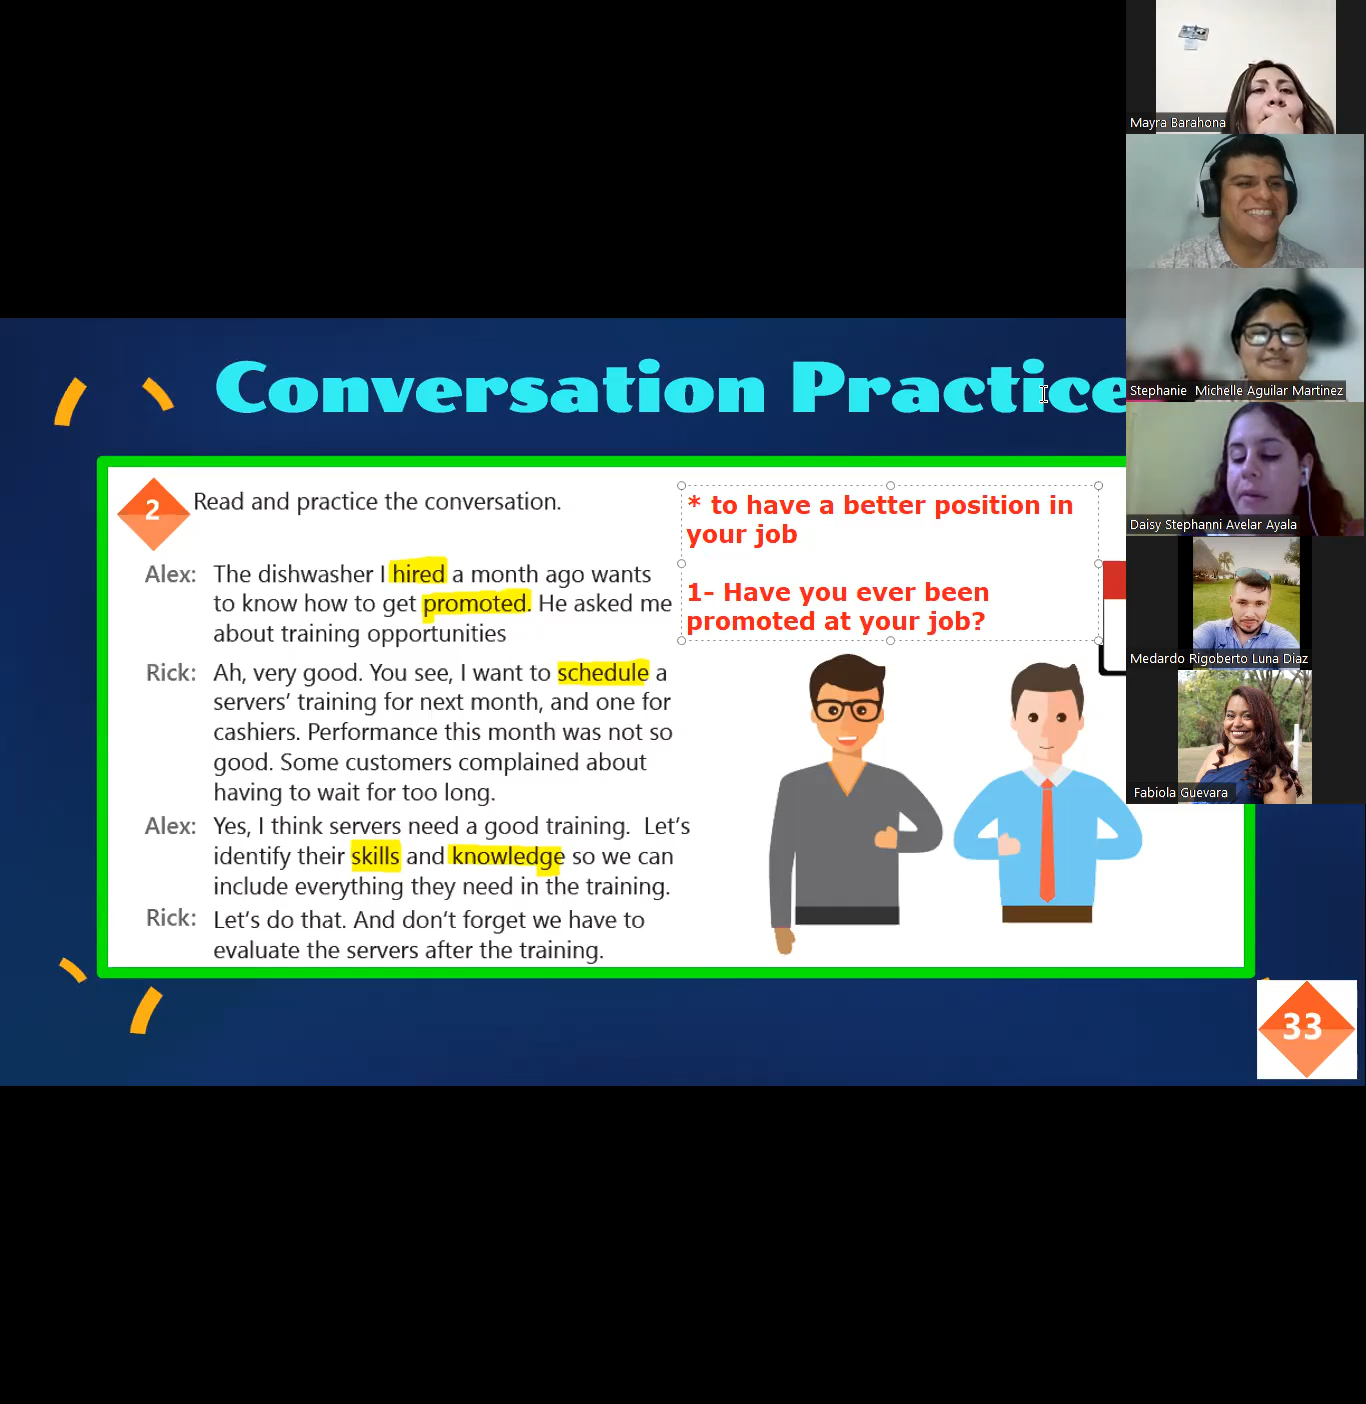 Conversation Practice
2
Read and practice the conversation.
Alex: The dishwasher I hired a month ago wants
to know how to get promoted. He asked me
about training opportunities
Rick: Ah, very good. You see, I want to schedule a
servers’ training for next month, and one for
cashiers. Performance this month was not so
good. Some customers complained about
having to wait for too long.
Alex: Yes, I think servers need a good training. Let’s
identify their skills and knowledge so we can
include everything they need in the training.
Rick: Let’s do that. And don’t forget we have to
evaluate the servers after the training.
* to have a better position in
your job
1- Have you ever been
promoted at your job?
33
Mayra Barahona
Stephanie Michelle Aguilar Martinez
Daisy Stephanni Avelar Ayala
Medardo Rigoberto Luna Diaz
Fabiola Guevara